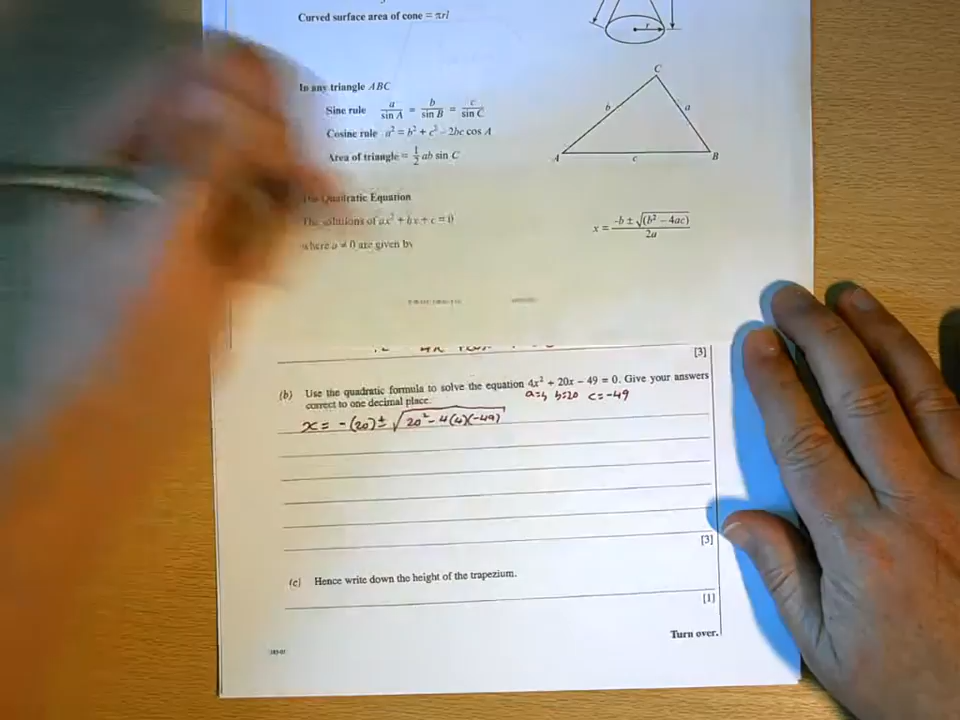 Curved surface area of cone = πrl
r
In any triangle ABC
Sine rule a/sin A = b/sin B = c/sin C
Cosine rule a² = b² + c² − 2bc cos A
Area of triangle = 1/2 ab sin C
C
b a
A c B
The Quadratic Equation
The solutions of ax² + bx + c = 0
where a ≠ 0 are given by
x = (−b ± √(b² − 4ac))/2a
[3]
(b) Use the quadratic formula to solve the equation 4x² + 20x − 49 = 0. Give your answers
correct to one decimal place.
a=4 b=20 c=-49
x = -(20) ± √20² - 4(4)(-49)
[3]
(c) Hence write down the height of the trapezium.
[1]
Turn over.